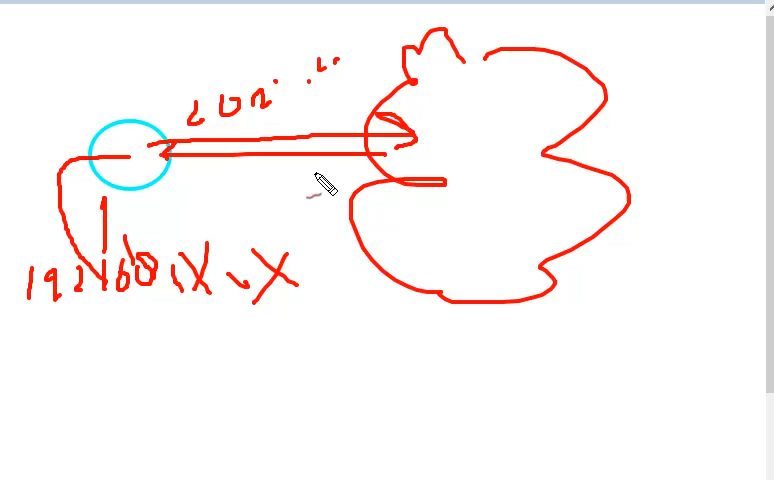 202. . . .
192.168.X.X